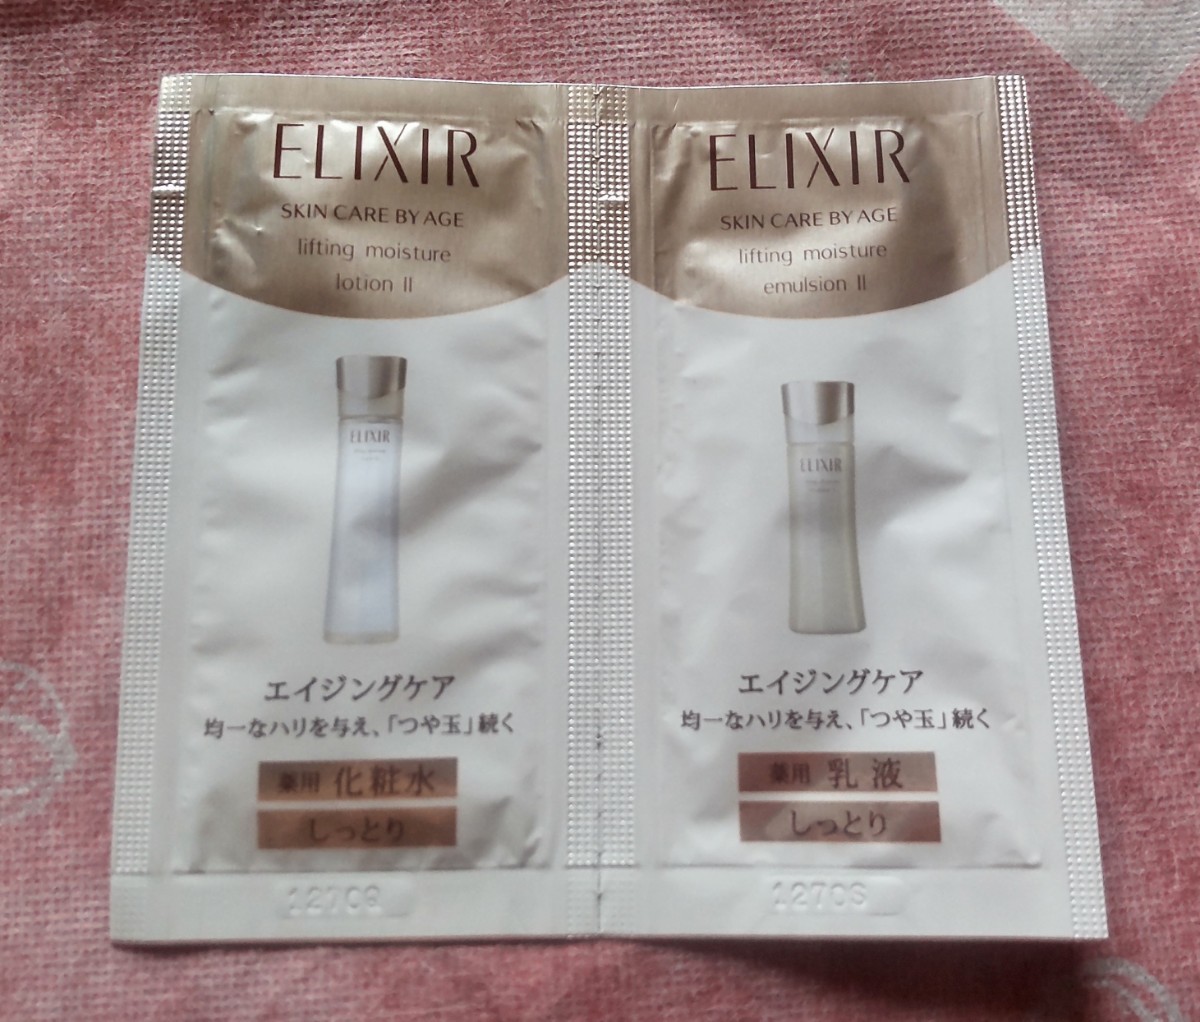 ELIXIR
SKIN CARE BY AGE
lifting moisture
lotion II
ELIXIR
エイジングケア
均一なハリを与え、「つや玉」続く
薬用 化粧水
しっとり
1270Q
ELIXIR
SKIN CARE BY AGE
lifting moisture
emulsion II
ELIXIR
エイジングケア
均一なハリを与え、「つや玉」続く
薬用 乳液
しっとり
1270S